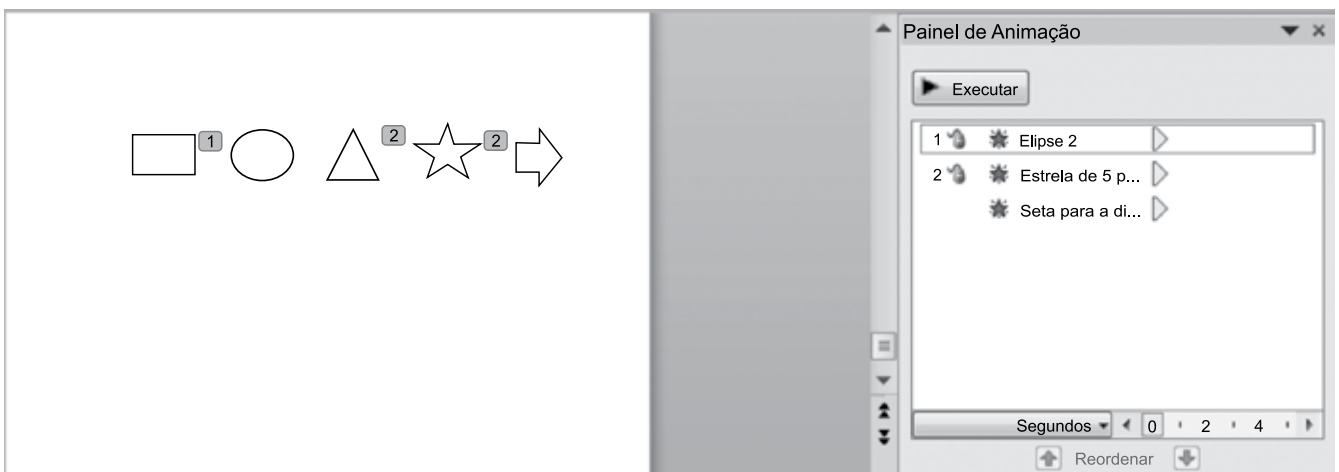 Painel de Animação
Executar
1 2 2
1 Elipse 2
2 Estrela de 5 p...
Seta para a di...
Segundos 0 2 4
Reordenar